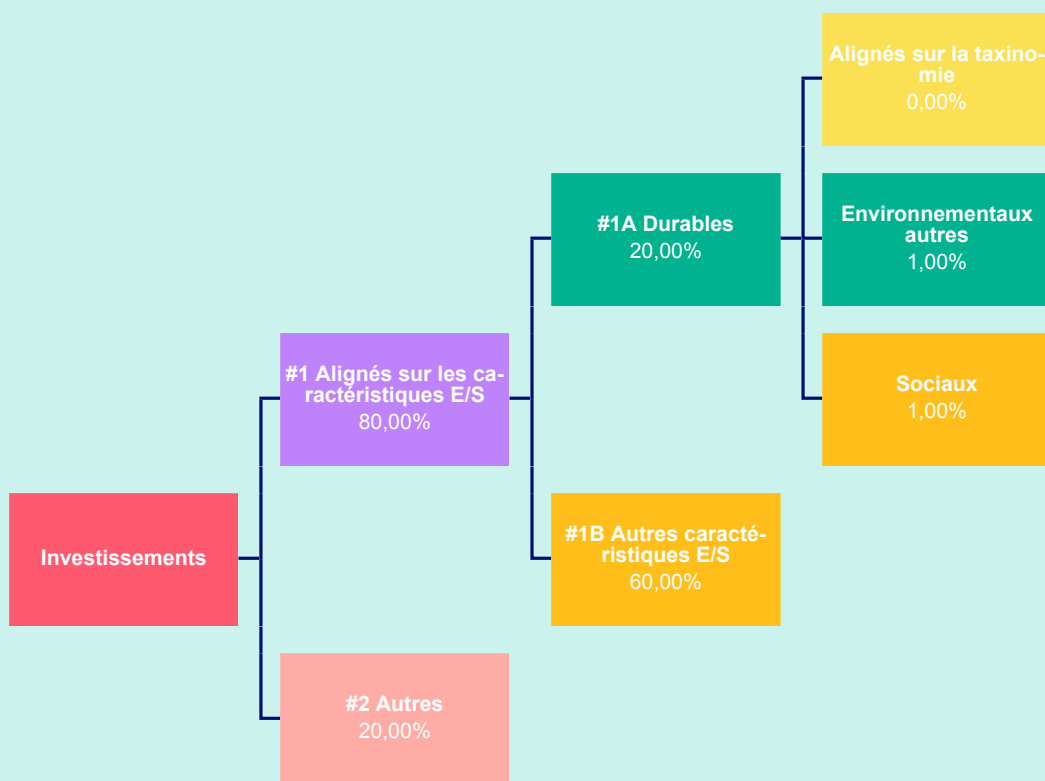 Alignés sur la taxino-
mie
0,00%
#1A Durables
20,00%
Environnementaux
autres
1,00%
#1 Alignés sur les ca-
ractéristiques E/S
80,00%
Sociaux
1,00%
Investissements
#1B Autres caracté-
ristiques E/S
60,00%
#2 Autres
20,00%